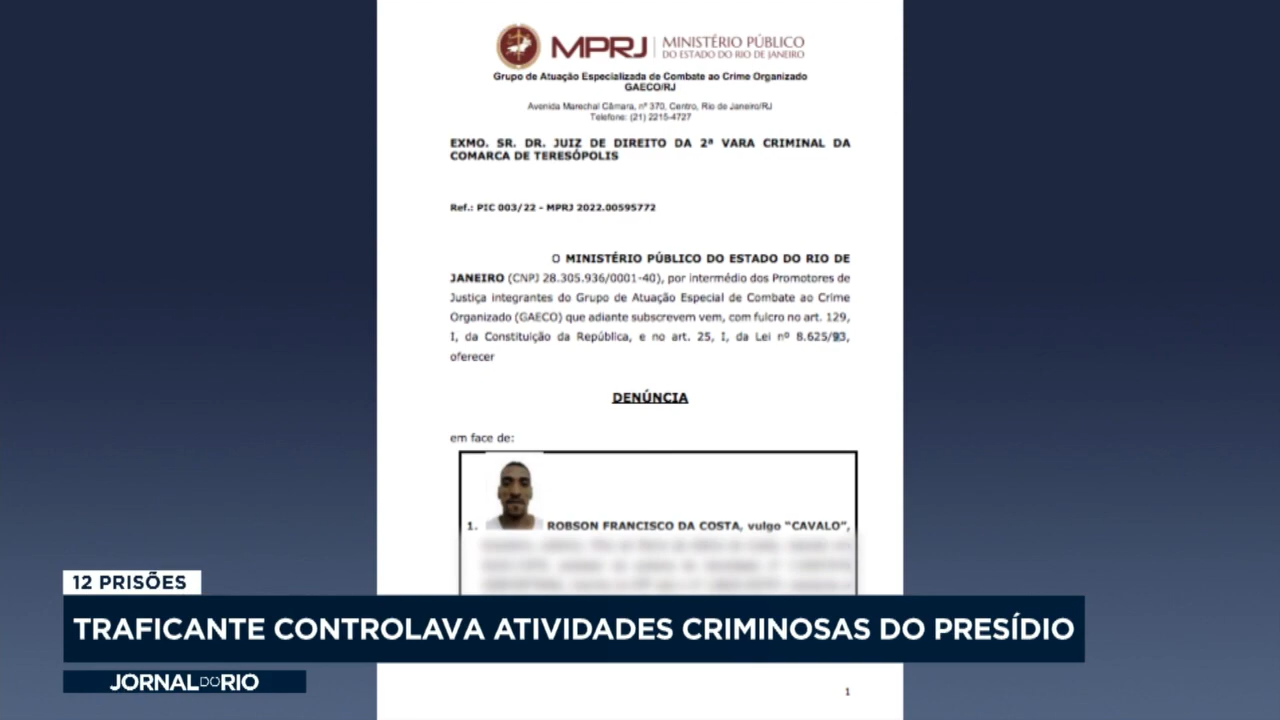 MPRJ | MINISTÉRIO PÚBLICO
DO ESTADO DO RIO DE JANEIRO
Grupo de Atuação Especializada de Combate ao Crime Organizado
GAECO/RJ
Avenida Marechal Câmara, nº 370, Centro, Rio de Janeiro/RJ
Telefone: (21) 2215-4727
EXMO. SR. DR. JUIZ DE DIREITO DA 2ª VARA CRIMINAL DA
COMARCA DE TERESÓPOLIS
Ref.: PIC 003/22 - MPRJ 2022.00595772
O MINISTÉRIO PÚBLICO DO ESTADO DO RIO DE
JANEIRO (CNPJ 28.305.936/0001-40), por intermédio dos Promotores de
Justiça integrantes do Grupo de Atuação Especial de Combate ao Crime
Organizado (GAECO) que adiante subscrevem vem, com fulcro no art. 129,
I, da Constituição da República, e no art. 25, I, da Lei nº 8.625/93,
oferecer
DENÚNCIA
em face de:
1. ROBSON FRANCISCO DA COSTA, vulgo “CAVALO”,
12 PRISÕES
TRAFICANTE CONTROLAVA ATIVIDADES CRIMINOSAS DO PRESÍDIO
JORNAL DO RIO
1